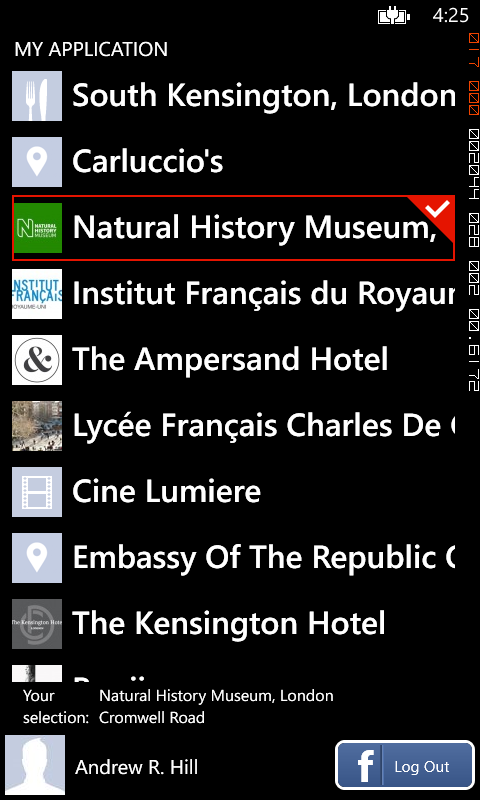 4:25
MY APPLICATION
South Kensington, London
Carluccio's
NATURAL
HISTORY
MUSEUM
Natural History Museum,
INSTITUT
FRANÇAIS
ROYAUME-UNI
Institut Français du Royau
&
The Ampersand Hotel
Lycée Français Charles De
Cine Lumiere
Embassy Of The Republic
The Kensington Hotel
The Kensington Hotel
Your selection:
Natural History Museum, London
Cromwell Road
Andrew R. Hill
f Log Out
017 000 002044 028 002 00.6172